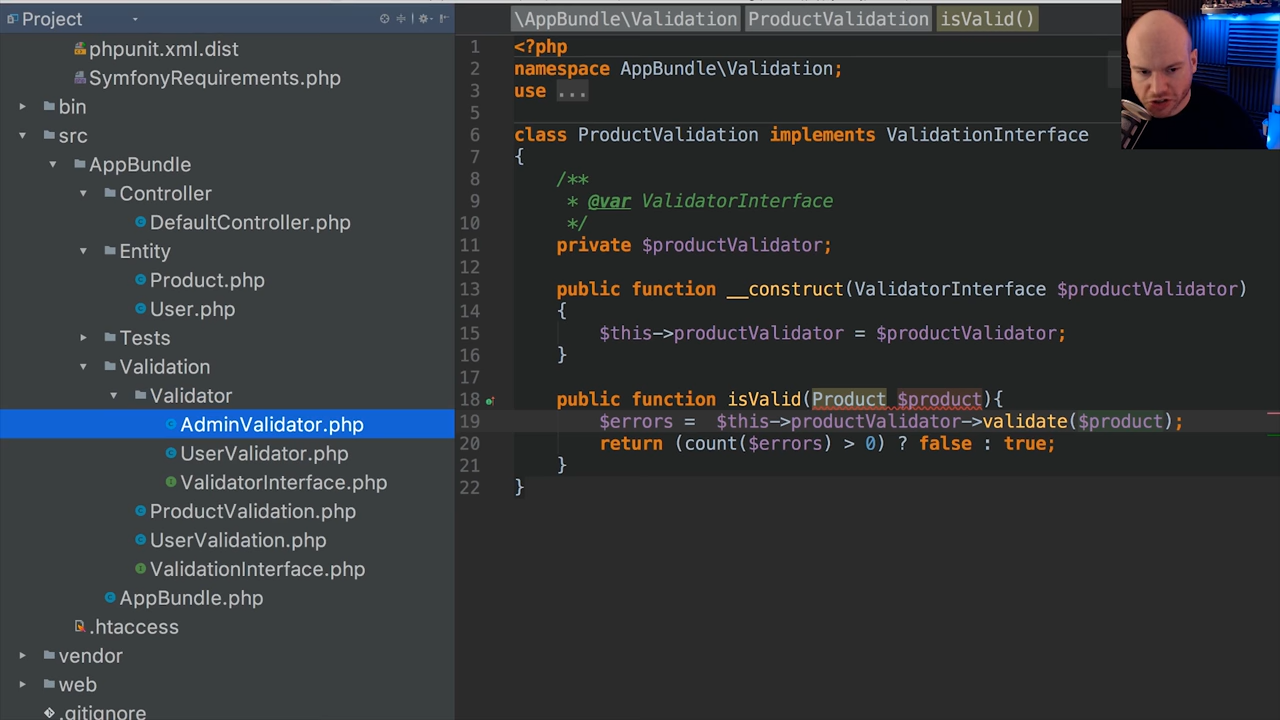 Project
phpunit.xml.dist
SymfonyRequirements.php
bin
src
AppBundle
Controller
DefaultController.php
Entity
Product.php
User.php
Tests
Validation
Validator
AdminValidator.php
UserValidator.php
ValidatorInterface.php
ProductValidation.php
UserValidation.php
ValidationInterface.php
AppBundle.php
.htaccess
vendor
web
.gitignore
\AppBundle\Validation ProductValidation isValid()
1 <?php
2 namespace AppBundle\Validation;
3 use ...
5
6 class ProductValidation implements ValidationInterface
7 {
8 /**
9 * @var ValidatorInterface
10 */
11 private $productValidator;
12
13 public function __construct(ValidatorInterface $productValidator)
14 {
15 $this->productValidator = $productValidator;
16 }
17
18 public function isValid(Product $product){
19 $errors = $this->productValidator->validate($product);
20 return (count($errors) > 0) ? false : true;
21 }
22 }